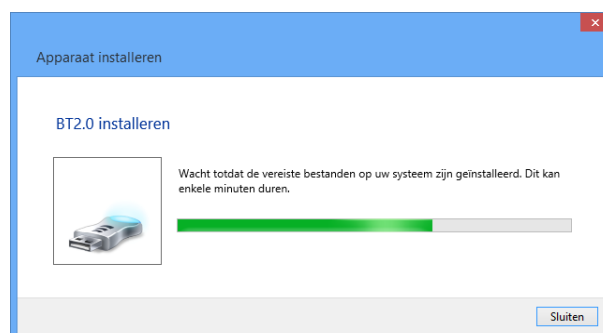 Apparaat installeren
BT2.0 installeren
Wacht totdat de vereiste bestanden op uw systeem zijn geïnstalleerd. Dit kan
enkele minuten duren.
Sluiten